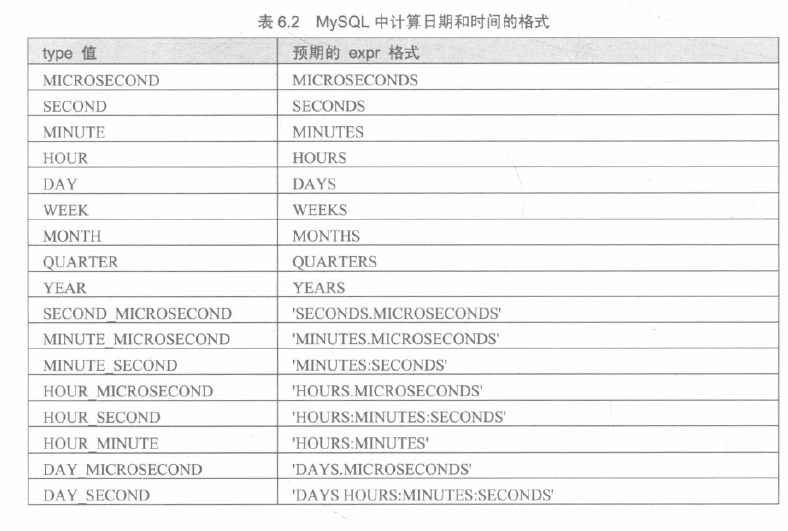 表 6.2 MySQL 中计算日期和时间的格式
type 值 预期的 expr 格式
MICROSECOND MICROSECONDS
SECOND SECONDS
MINUTE MINUTES
HOUR HOURS
DAY DAYS
WEEK WEEKS
MONTH MONTHS
QUARTER QUARTERS
YEAR YEARS
SECOND_MICROSECOND 'SECONDS.MICROSECONDS'
MINUTE_MICROSECOND 'MINUTES.MICROSECONDS'
MINUTE_SECOND 'MINUTES:SECONDS'
HOUR_MICROSECOND 'HOURS.MICROSECONDS'
HOUR_SECOND 'HOURS:MINUTES:SECONDS'
HOUR_MINUTE 'HOURS:MINUTES'
DAY_MICROSECOND 'DAYS.MICROSECONDS'
DAY_SECOND 'DAYS HOURS:MINUTES:SECONDS'